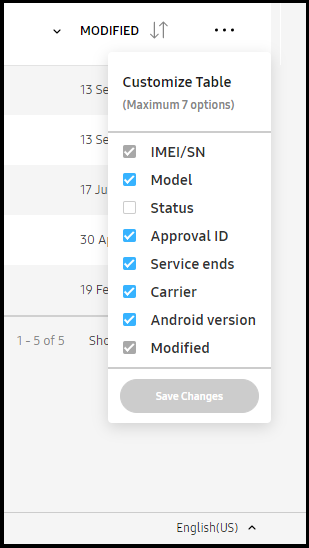 MODIFIED
Customize Table
(Maximum 7 options)
13 Se
IMEI/SN
13 Se
Model
17 Ju
Status
Approval ID
30 A
Service ends
19 Fe
Carrier
Android version
1 - 5 of 5 Sho
Modified
Save Changes
English(US)